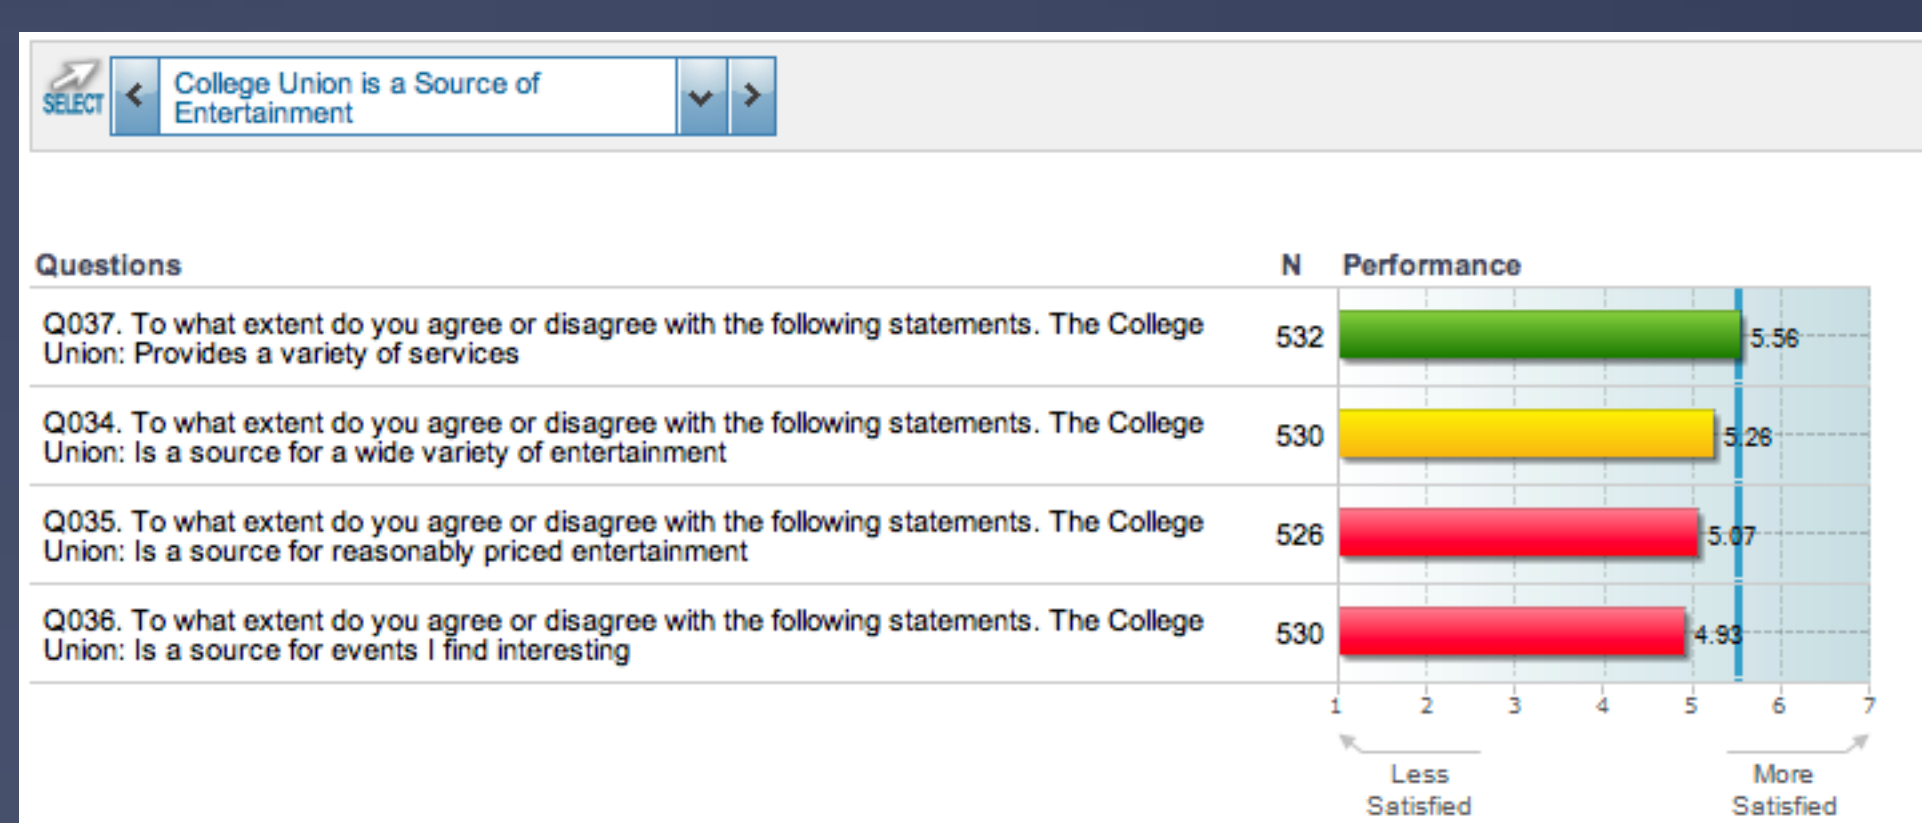 SELECT
College Union is a Source of
Entertainment
Questions N Performance
Q037. To what extent do you agree or disagree with the following statements. The College
Union: Provides a variety of services
532
5.56
Q034. To what extent do you agree or disagree with the following statements. The College
Union: Is a source for a wide variety of entertainment
530
5.26
Q035. To what extent do you agree or disagree with the following statements. The College
Union: Is a source for reasonably priced entertainment
526
5.07
Q036. To what extent do you agree or disagree with the following statements. The College
Union: Is a source for events I find interesting
530
4.93
1 2 3 4 5 6 7
Less
Satisfied
More
Satisfied